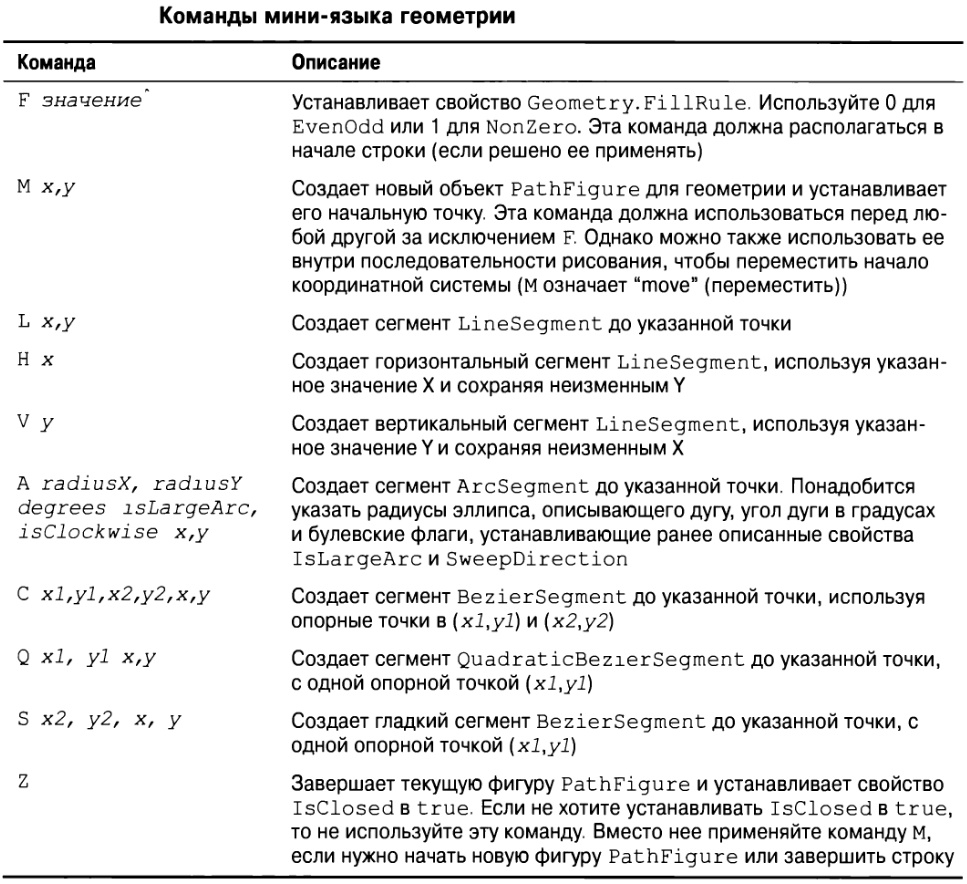 Команды мини-языка геометрии
Команда Описание
F значение^ Устанавливает свойство Geometry.FillRule. Используйте 0 для
EvenOdd или 1 для NonZero. Эта команда должна располагаться в
начале строки (если решено ее применять)
M x,y Создает новый объект PathFigure для геометрии и устанавливает
его начальную точку. Эта команда должна использоваться перед лю-
бой другой за исключением F. Однако можно также использовать ее
внутри последовательности рисования, чтобы переместить начало
координатной системы (M означает “move” (переместить))
L x,y Создает сегмент LineSegment до указанной точки
H x Создает горизонтальный сегмент LineSegment, используя указан-
ное значение X и сохраняя неизменным Y
V y Создает вертикальный сегмент LineSegment, используя указан-
ное значение Y и сохраняя неизменным X
A radiusX, radıusY Создает сегмент ArcSegment до указанной точки. Понадобится
degrees ısLargeArc, указать радиусы эллипса, описывающего дугу, угол дуги в градусах
isClockwise x,y и булевские флаги, устанавливающие ранее описанные свойства
IsLargeArc и SweepDirection
C x1,y1,x2,y2,x,y Создает сегмент BezierSegment до указанной точки, используя
опорные точки в (x1,y1) и (x2,y2)
Q x1, y1 x,y Создает сегмент QuadraticBezıerSegment до указанной точки,
с одной опорной точкой (x1,y1)
S x2, y2, x, y Создает гладкий сегмент BezierSegment до указанной точки, с
одной опорной точкой (x1,y1)
Z Завершает текущую фигуру PathFigure и устанавливает свойство
IsClosed в true. Если не хотите устанавливать IsClosed в true,
то не используйте эту команду. Вместо нее применяйте команду M,
если нужно начать новую фигуру PathFigure или завершить строку